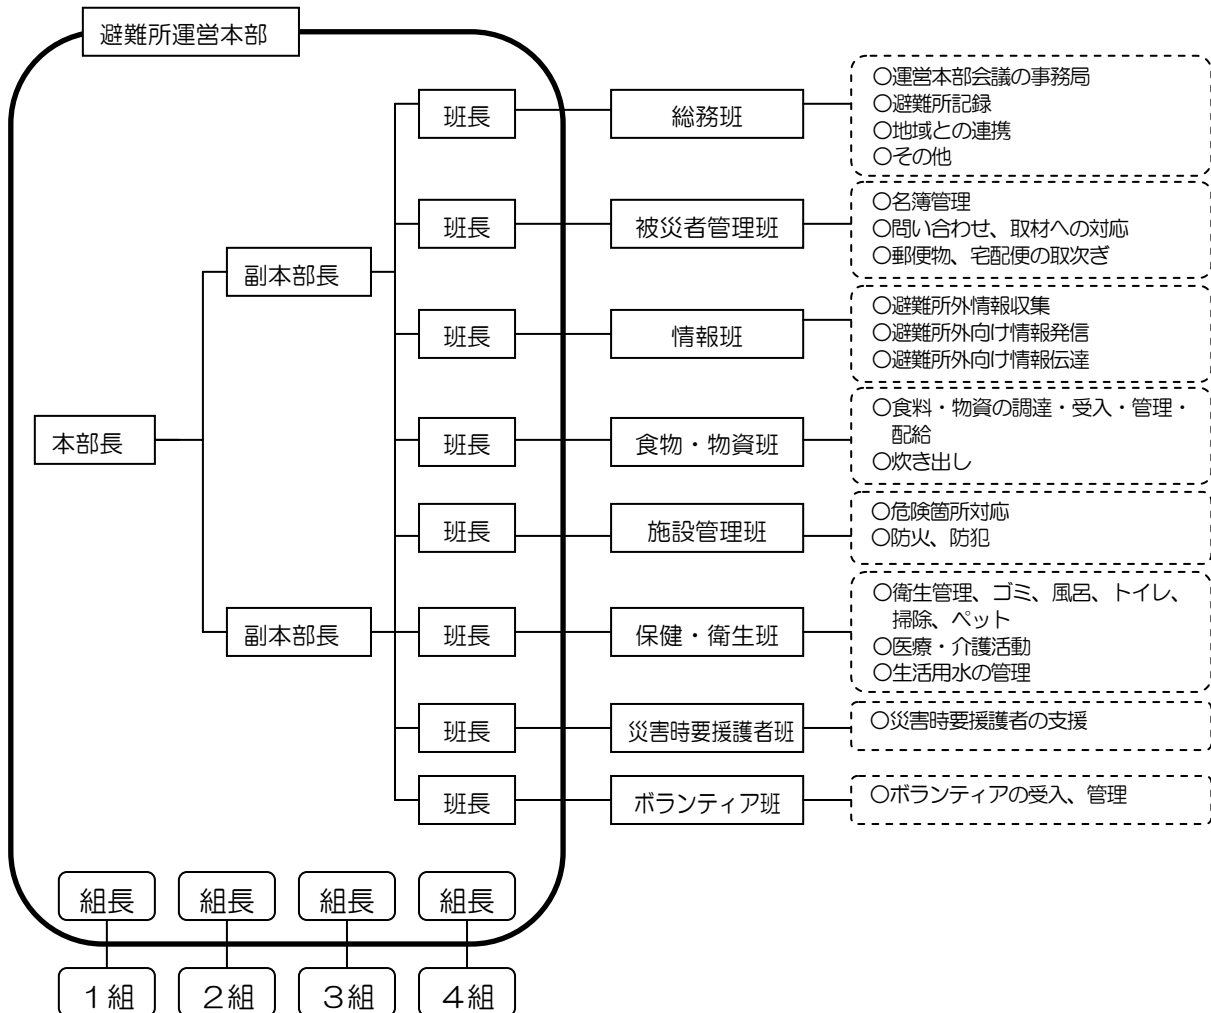 避難所運営本部
本部長
副本部長
副本部長
班長
総務班
○運営本部会議の事務局
○避難所記録
○地域との連携
○その他
班長
被災者管理班
○名簿管理
○問い合わせ、取材への対応
○郵便物、宅配便の取次ぎ
班長
情報班
○避難所外情報収集
○避難所外向け情報発信
○避難所外向け情報伝達
班長
食物・物資班
○食料・物資の調達・受入・管理・
配給
○炊き出し
班長
施設管理班
○危険箇所対応
○防火、防犯
班長
保健・衛生班
○衛生管理、ゴミ、風呂、トイレ、
掃除、ペット
○医療・介護活動
○生活用水の管理
班長
災害時要援護者班
○災害時要援護者の支援
班長
ボランティア班
○ボランティアの受入、管理
組長
組長
組長
組長
１組
２組
３組
４組